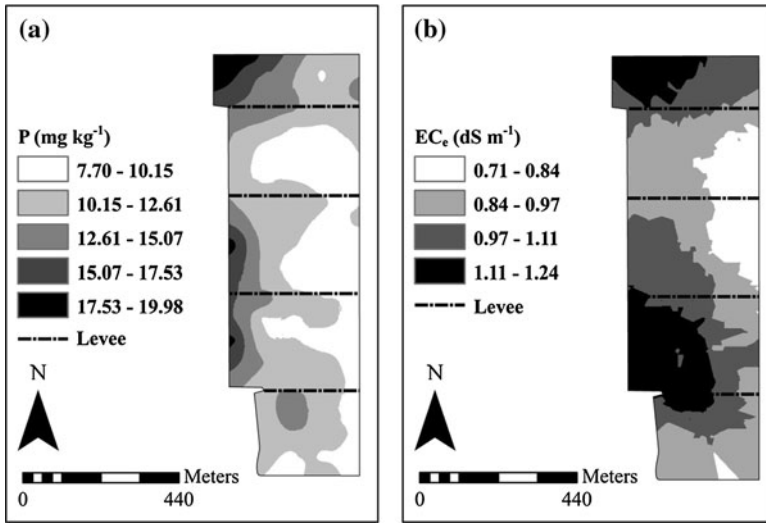 (a)
P (mg kg-1)
7.70 - 10.15
10.15 - 12.61
12.61 - 15.07
15.07 - 17.53
17.53 - 19.98
Levee
N
Meters
0 440
(b)
ECe (dS m-1)
0.71 - 0.84
0.84 - 0.97
0.97 - 1.11
1.11 - 1.24
Levee
N
Meters
0 440